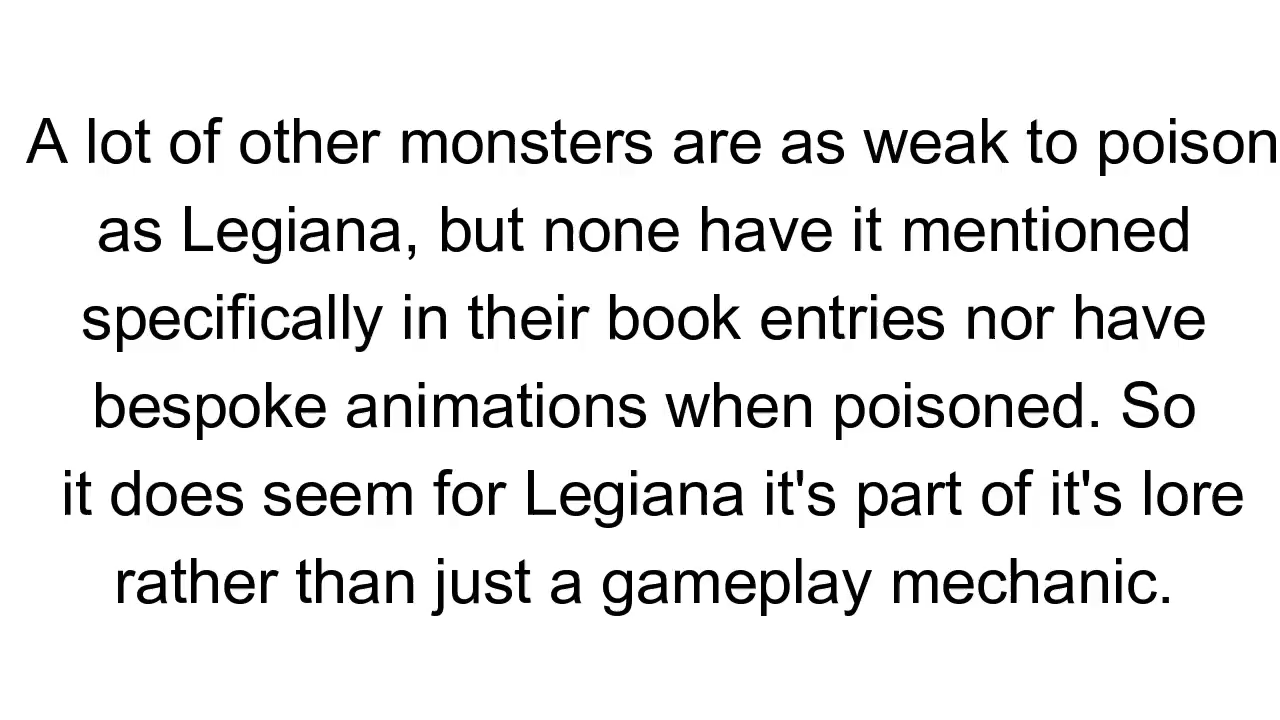 A lot of other monsters are as weak to poison
as Legiana, but none have it mentioned
specifically in their book entries nor have
bespoke animations when poisoned. So
it does seem for Legiana it's part of it's lore
rather than just a gameplay mechanic.